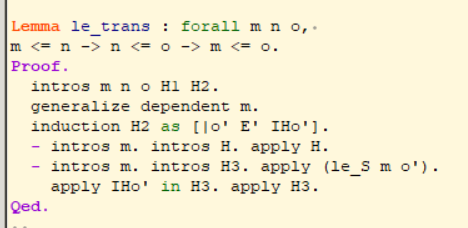 Lemma le_trans : forall m n o,
m <= n -> n <= o -> m <= o.
Proof.
intros m n o H1 H2.
generalize dependent m.
induction H2 as [|o' E' IHo'].
- intros m. intros H. apply H.
- intros m. intros H3. apply (le_S m o').
apply IHo' in H3. apply H3.
Qed.